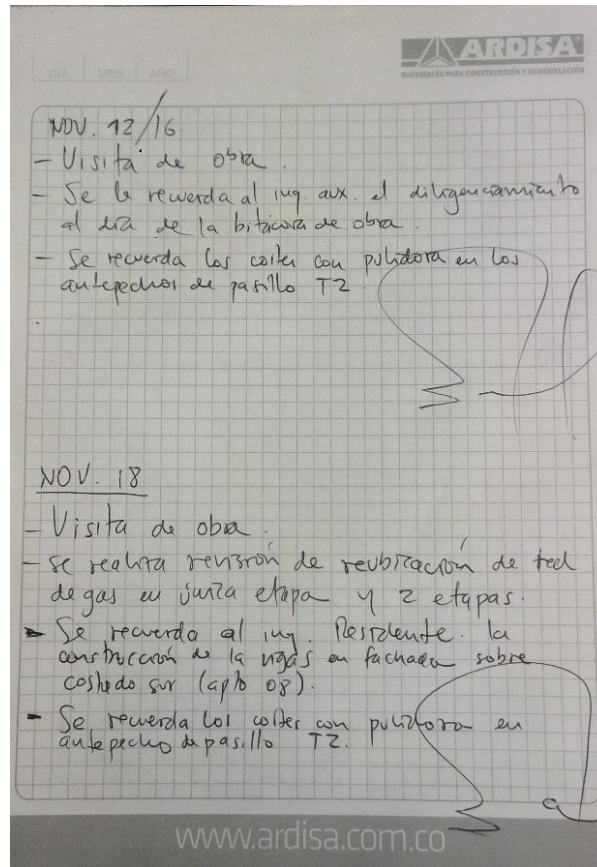 ARDISA
MATERIALES PARA CONSTRUCCIÓN Y REMODELACIÓN
DIA MES AÑO
NOV. 12/16
- Visita de obra.
- Se le recuerda al ing. aux. el diligenciamiento
al día de la bitácora de obra.
- Se recuerda los cortes con pulidora en los
antepechos de pasillo T2
NOV. 18
- Visita de obra.
- se realiza revisión de reubicación de red
de gas en etapa y 2 etapas.
- Se recuerda al ing. Residente. la
construcción de la vigas en fachada sobre
costado sur (apto 08).
- Se recuerda los cortes con pulidora en
antepecho de pasillo T2.
www.ardisa.com.co